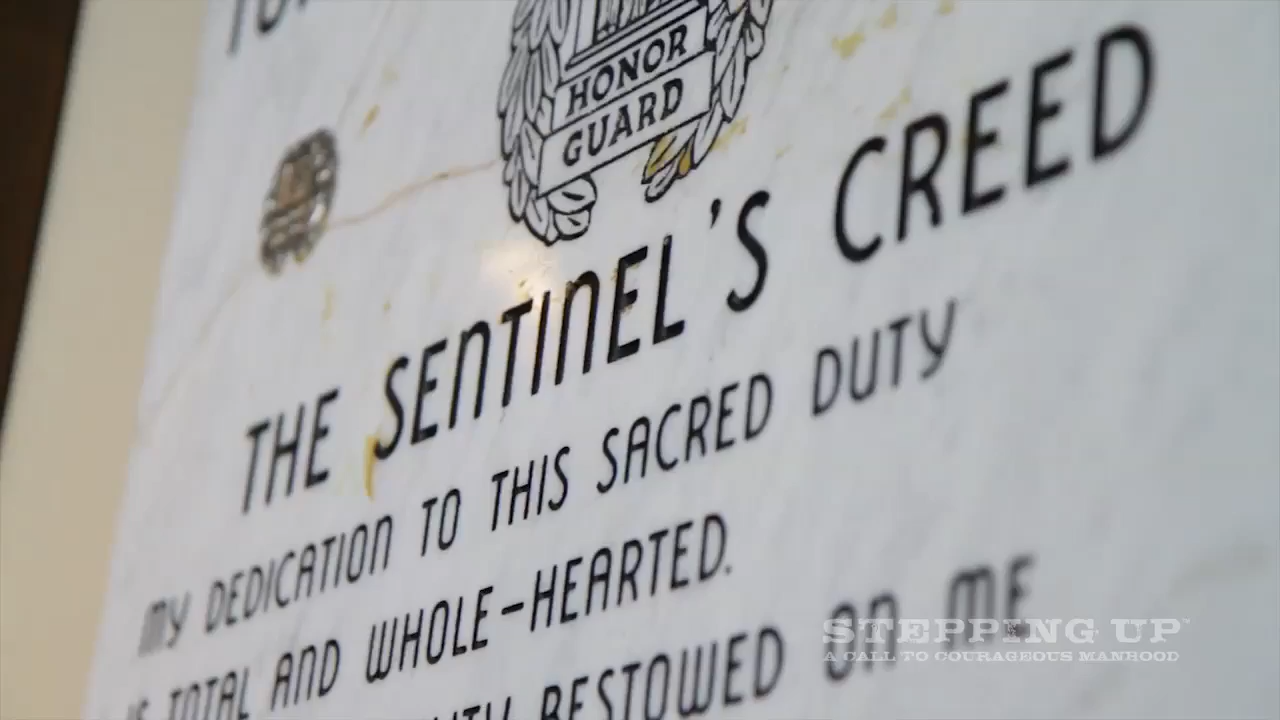 HONOR
GUARD
THE SENTINEL'S CREED
MY DEDICATION TO THIS SACRED DUTY
IS TOTAL AND WHOLE-HEARTED.
BESTOWED ON ME
STEPPING UP
A CALL TO COURAGEOUS MANHOOD